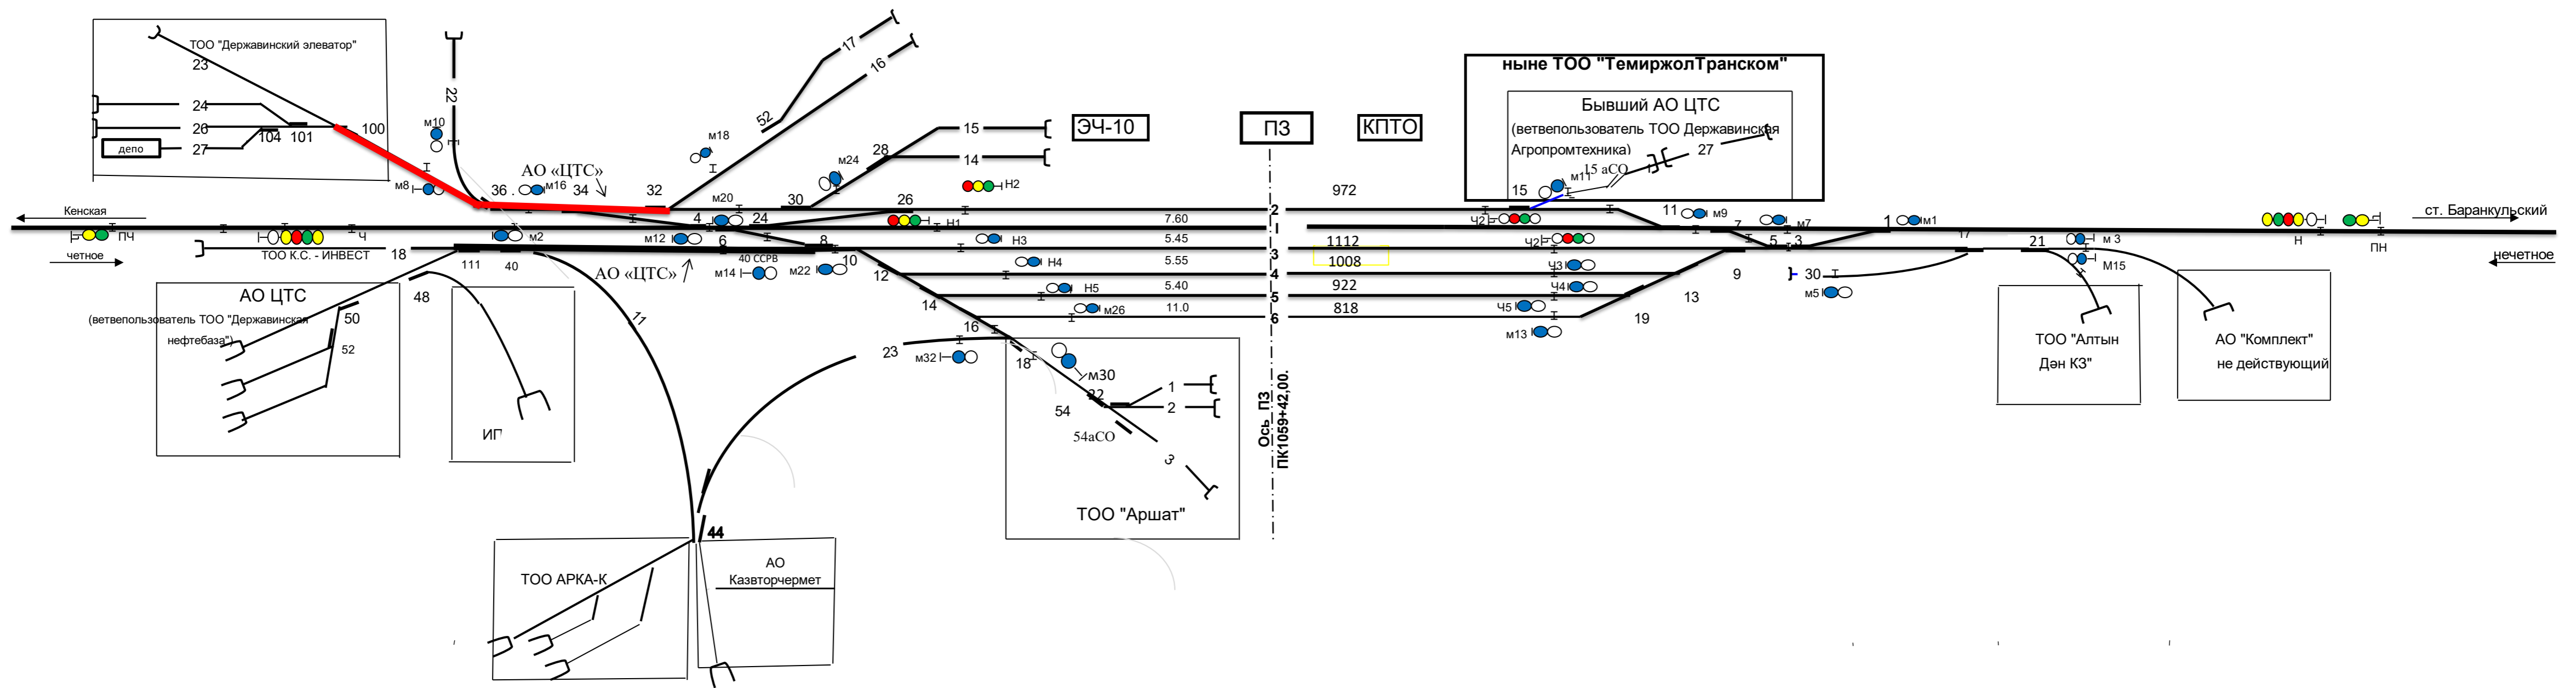 ТОО "Державинский элеватор"
23
24
26
27
депо
104
101
100
22
м10
м8
36 .
м16
АО «ЦТС»
34
32
м18
52
17
16
м20
30
м24
28
15
14
26
Н2
ЭЧ-10
ПЗ
КПТО
972
ныне ТОО "ТемиржолТранском"
Бывший АО ЦТС
(ветвепользователь ТОО Державинская
Агропромтехника)
27
15 аСО
м11
15
Кенская
ПЧ
четное
Ч
ТОО К.С. - ИНВЕСТ
18
м2
м12
4
24
6
8
Н1
Н3
7.60
5.45
5.55
5.40
11.0
2
1
3
4
5
6
1112
1008
922
818
Ч2
Ч2
Ч3
Ч4
Ч5
м13
11
м9
7
м7
5
3
1
м1
17
21
м 3
М15
Н
ПН
ст. Баранкульский
нечетное
111
40
АО «ЦТС»
40 ССРВ
м14
м22
10
12
14
16
Н4
Н5
м26
9
13
19
30
м5
АО ЦТС
(ветвепользователь ТОО "Державинская
нефтебаза")
50
52
48
ИП
11
23
м32
18
м30
22
1
2
54
54аСО
3
ТОО "Аршат"
Ось ПЗ
ПК1059+42,00.
ТОО "Алтын
Дән КЗ"
АО "Комплект"
не действующий
44
ТОО АРКА-К
АО
Казвторчермет